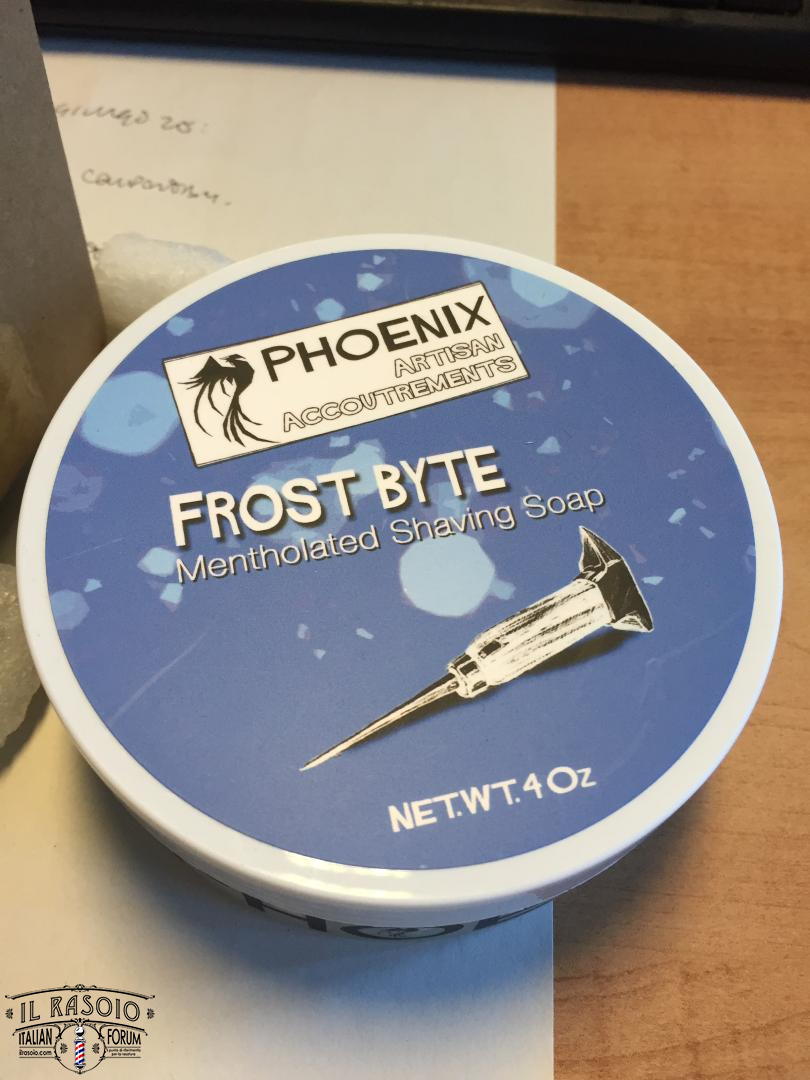 PHOENIX
ARTISAN
ACCOUTREMENTS
FROST BYTE
Mentholated Shaving Soap
NET.WT.4 Oz
IL RASOIO
ITALIAN FORUM
ilrasoio.com